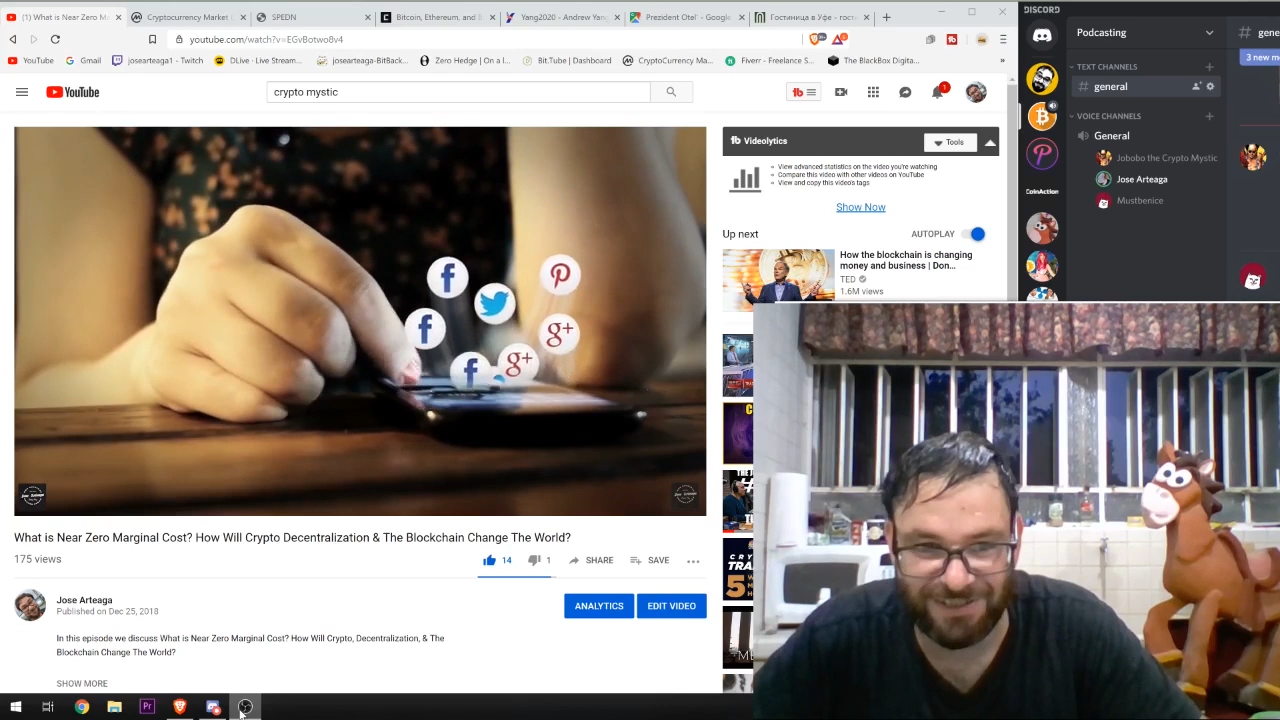 (1) What is Near Zero M
Cryptocurrency Market
SPEDN
Bitcoin, Ethereum, and
Yang2020 - Andrew Yang
Prezident Otel' - Google
Гостиница в Уфе - гост
youtube.com/watch?v=EGvBotwo8v4
YouTube
Gmail
josearteaga1 - Twitch
DLive · Live Stream
josearteaga-BitBack
Zero Hedge | On a l...
BitTube | Dashboard
CryptoCurrency Ma...
Fiverr - Freelance S...
The BlackBox Digita...
YouTube
crypto mystic
1
Videolytics
Tools
View advanced statistics on the video you're watching
Compare this video with other videos on YouTube
View and copy this video's tags
Show Now
Up next
AUTOPLAY
How the blockchain is changing
money and business | Don...
TED
1.6M views
What is Near Zero Marginal Cost? How Will Crypto Decentralization & The Blockchain Change The World?
175 views
14
1
SHARE
SAVE
Jose Arteaga
Published on Dec 25, 2018
ANALYTICS
EDIT VIDEO
In this episode we discuss What is Near Zero Marginal Cost? How Will Crypto, Decentralization, & The
Blockchain Change The World?
SHOW MORE
DISCORD
Podcasting
TEXT CHANNELS
# general
VOICE CHANNELS
General
Jobobo the Crypto Mystic
Jose Arteaga
Mustbenice
CoinAction
# gene
3 new m